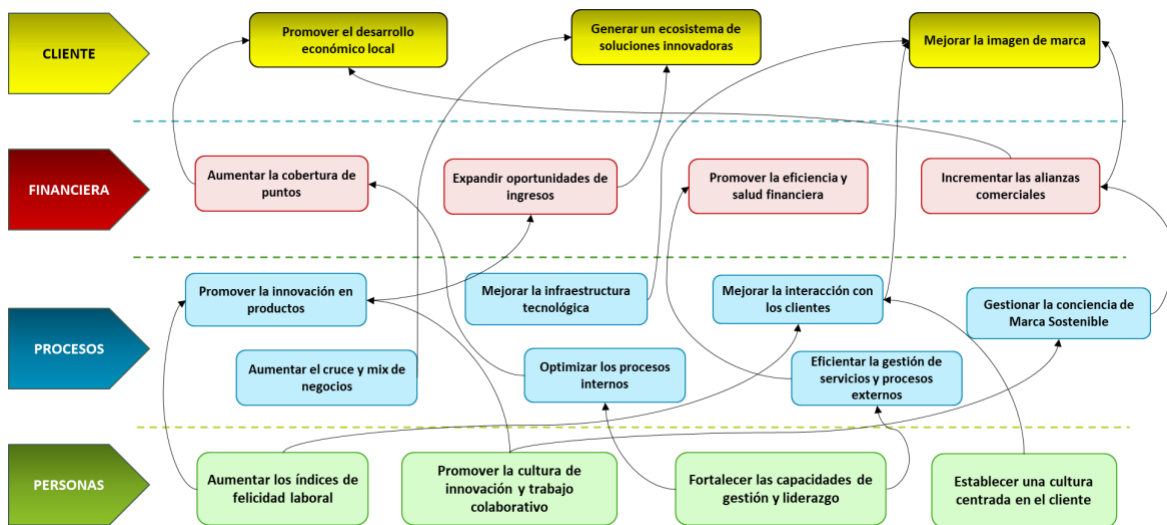 CLIENTE
Promover el desarrollo
económico local
Generar un ecosistema de
soluciones innovadoras
Mejorar la imagen de marca
FINANCIERA
Aumentar la cobertura de
puntos
Expandir oportunidades de
ingresos
Promover la eficiencia y
salud financiera
Incrementar las alianzas
comerciales
PROCESOS
Promover la innovación en
productos
Mejorar la infraestructura
tecnológica
Mejorar la interacción con
los clientes
Gestionar la conciencia de
Marca Sostenible
Aumentar el cruce y mix de
negocios
Optimizar los procesos
internos
Eficientar la gestión de
servicios y procesos
externos
PERSONAS
Aumentar los índices de
felicidad laboral
Promover la cultura de
innovación y trabajo
colaborativo
Fortalecer las capacidades de
gestión y liderazgo
Establecer una cultura
centrada en el cliente